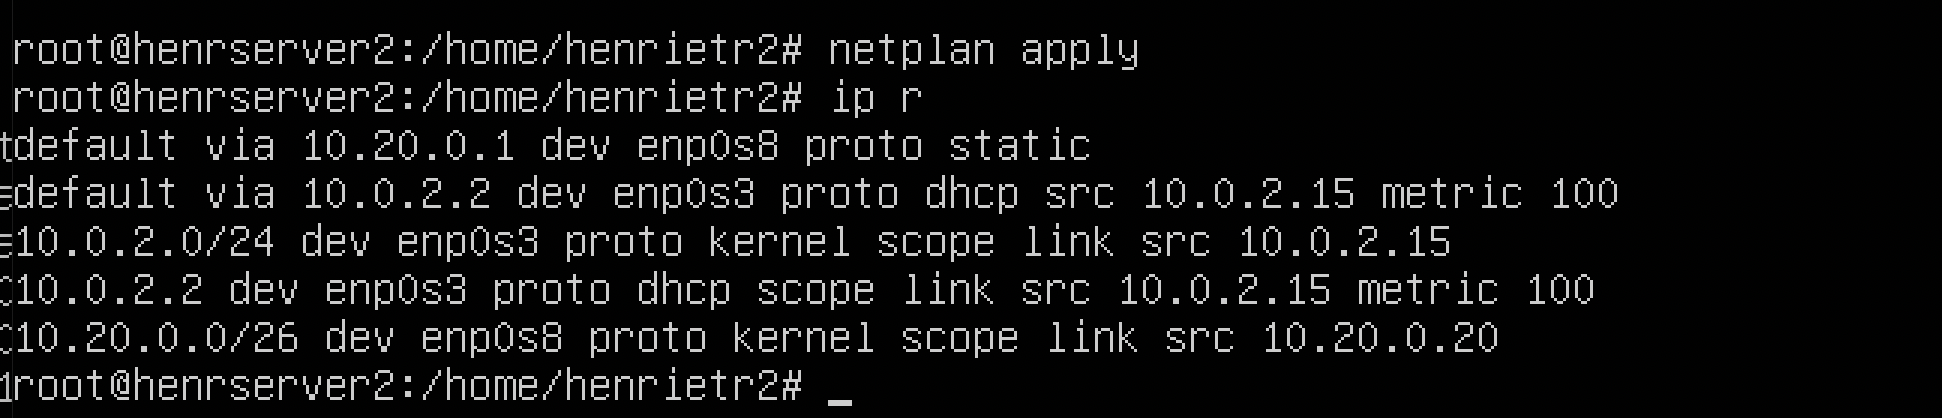 root@henrserver2:/home/henrietr2# netplan apply
root@henrserver2:/home/henrietr2# ip r
default via 10.20.0.1 dev enp0s8 proto static
default via 10.0.2.2 dev enp0s3 proto dhcp src 10.0.2.15 metric 100
10.0.2.0/24 dev enp0s3 proto kernel scope link src 10.0.2.15
10.0.2.2 dev enp0s3 proto dhcp scope link src 10.0.2.15 metric 100
10.20.0.0/26 dev enp0s8 proto kernel scope link src 10.20.0.20
root@henrserver2:/home/henrietr2# _